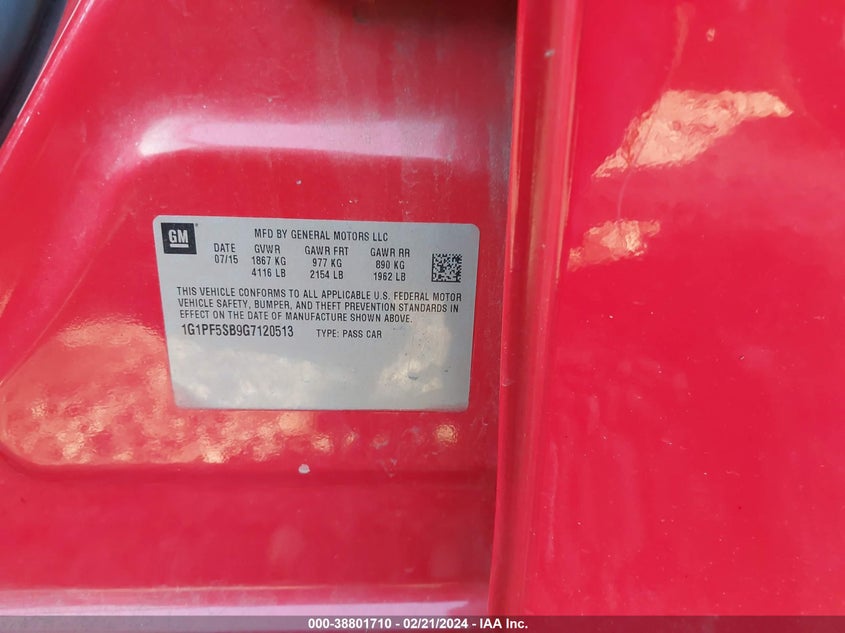 GM
MFD BY GENERAL MOTORS LLC
DATE GVWR GAWR FRT GAWR RR
07/15 1867 KG 977 KG 890 KG
4116 LB 2154 LB 1962 LB
THIS VEHICLE CONFORMS TO ALL APPLICABLE U.S. FEDERAL MOTOR
VEHICLE SAFETY, BUMPER, AND THEFT PREVENTION STANDARDS IN
EFFECT ON THE DATE OF MANUFACTURE SHOWN ABOVE.
1G1PF5SB9G7120513 TYPE: PASS CAR
000-38801710 - 02/21/2024 - IAA Inc.